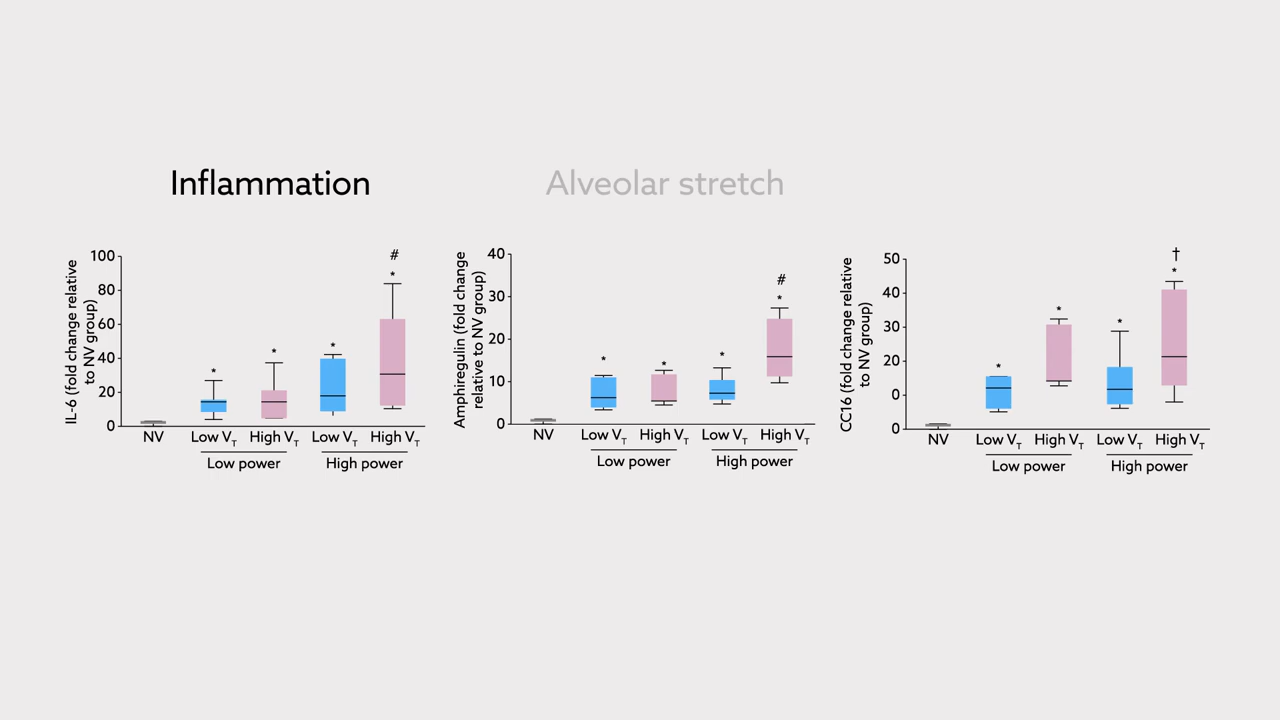 Inflammation
Alveolar stretch
IL-6 (fold change relative
to NV group)
100
80
60
40
20
0
#
*
*
*
*
NV
Low VT
High VT
Low VT
High VT
Low power
High power
Amphiregulin (fold change
relative to NV group)
40
30
20
10
0
#
*
*
*
*
NV
Low VT
High VT
Low VT
High VT
Low power
High power
CC16 (fold change relative
to NV group)
50
40
30
20
0
0
†
*
*
*
*
NV
Low VT
High VT
Low VT
High VT
Low power
High power